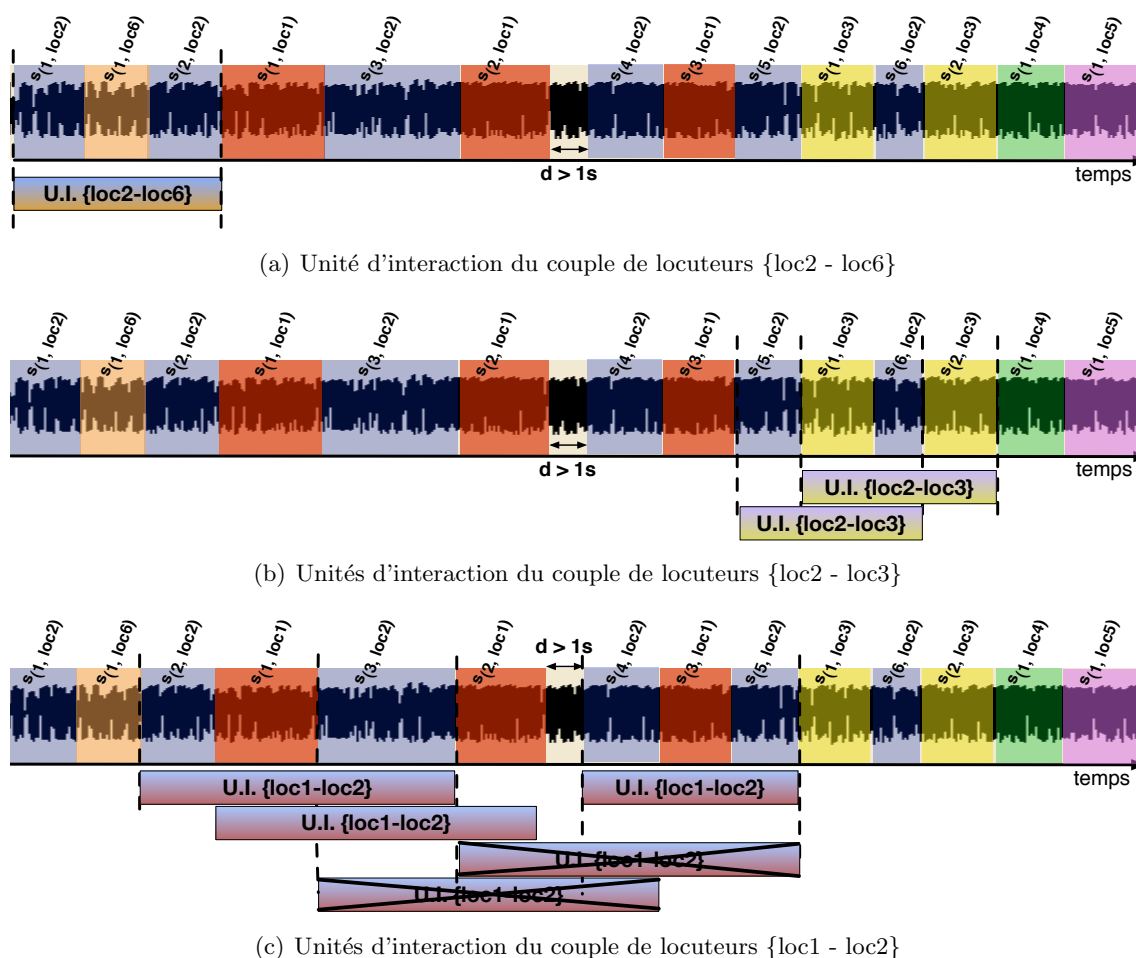 s(1, loc2) s(1, loc6) s(2, loc2) s(1, loc1) s(3, loc2) s(2, loc1) s(4, loc2) s(3, loc1) s(5, loc2) s(1, loc3) s(6, loc2) s(2, loc3) s(1, loc4) s(1, loc5)
d > 1s temps
U.I. {loc2-loc6}
(a) Unité d'interaction du couple de locuteurs {loc2 - loc6}
s(1, loc2) s(1, loc6) s(2, loc2) s(1, loc1) s(3, loc2) s(2, loc1) s(4, loc2) s(3, loc1) s(5, loc2) s(1, loc3) s(6, loc2) s(2, loc3) s(1, loc4) s(1, loc5)
d > 1s temps
U.I. {loc2-loc3}
U.I. {loc2-loc3}
(b) Unités d'interaction du couple de locuteurs {loc2 - loc3}
s(1, loc2) s(1, loc6) s(2, loc2) s(1, loc1) s(3, loc2) s(2, loc1) d > 1s s(4, loc2) s(3, loc1) s(5, loc2) s(1, loc3) s(6, loc2) s(2, loc3) s(1, loc4) s(1, loc5)
temps
U.I. {loc1-loc2} U.I. {loc1-loc2}
U.I. {loc1-loc2}
U.I. {loc1-loc2}
U.I. {loc1-loc2}
(c) Unités d'interaction du couple de locuteurs {loc1 - loc2}